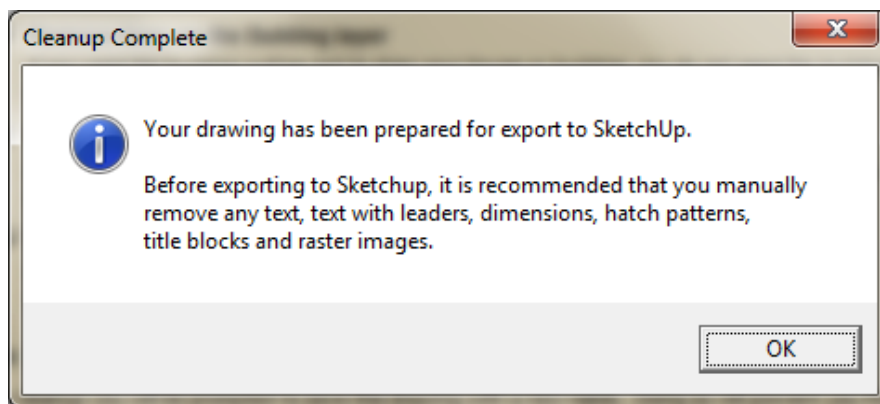 Cleanup Complete
Your drawing has been prepared for export to SketchUp.
Before exporting to Sketchup, it is recommended that you manually
remove any text, text with leaders, dimensions, hatch patterns,
title blocks and raster images.
OK